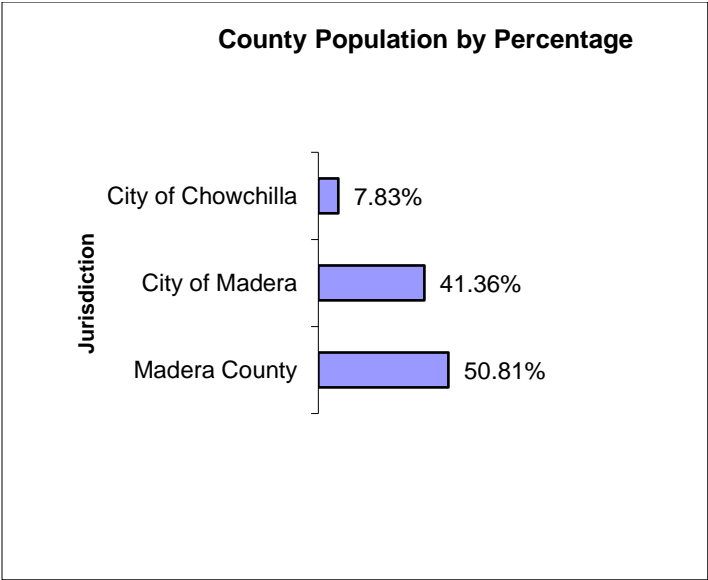 County Population by Percentage
City of Chowchilla 7.83%
City of Madera 41.36%
Madera County 50.81%
Jurisdiction